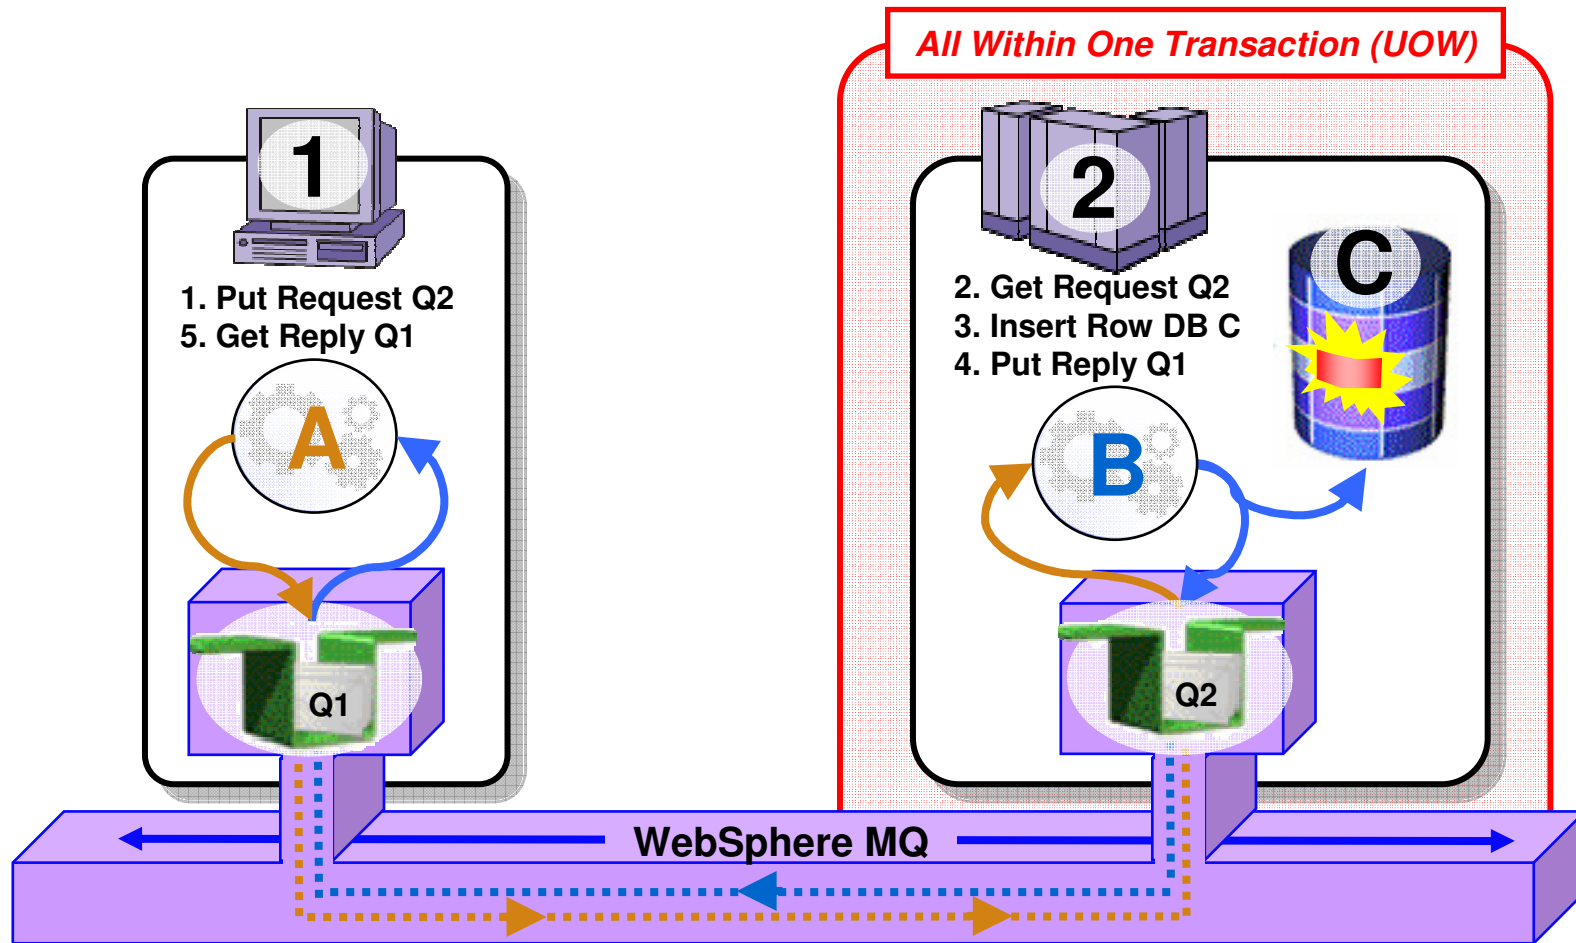 All Within One Transaction (UOW)
1
2
C
1. Put Request Q2
5. Get Reply Q1
2. Get Request Q2
3. Insert Row DB C
4. Put Reply Q1
A
B
Q1
Q2
WebSphere MQ